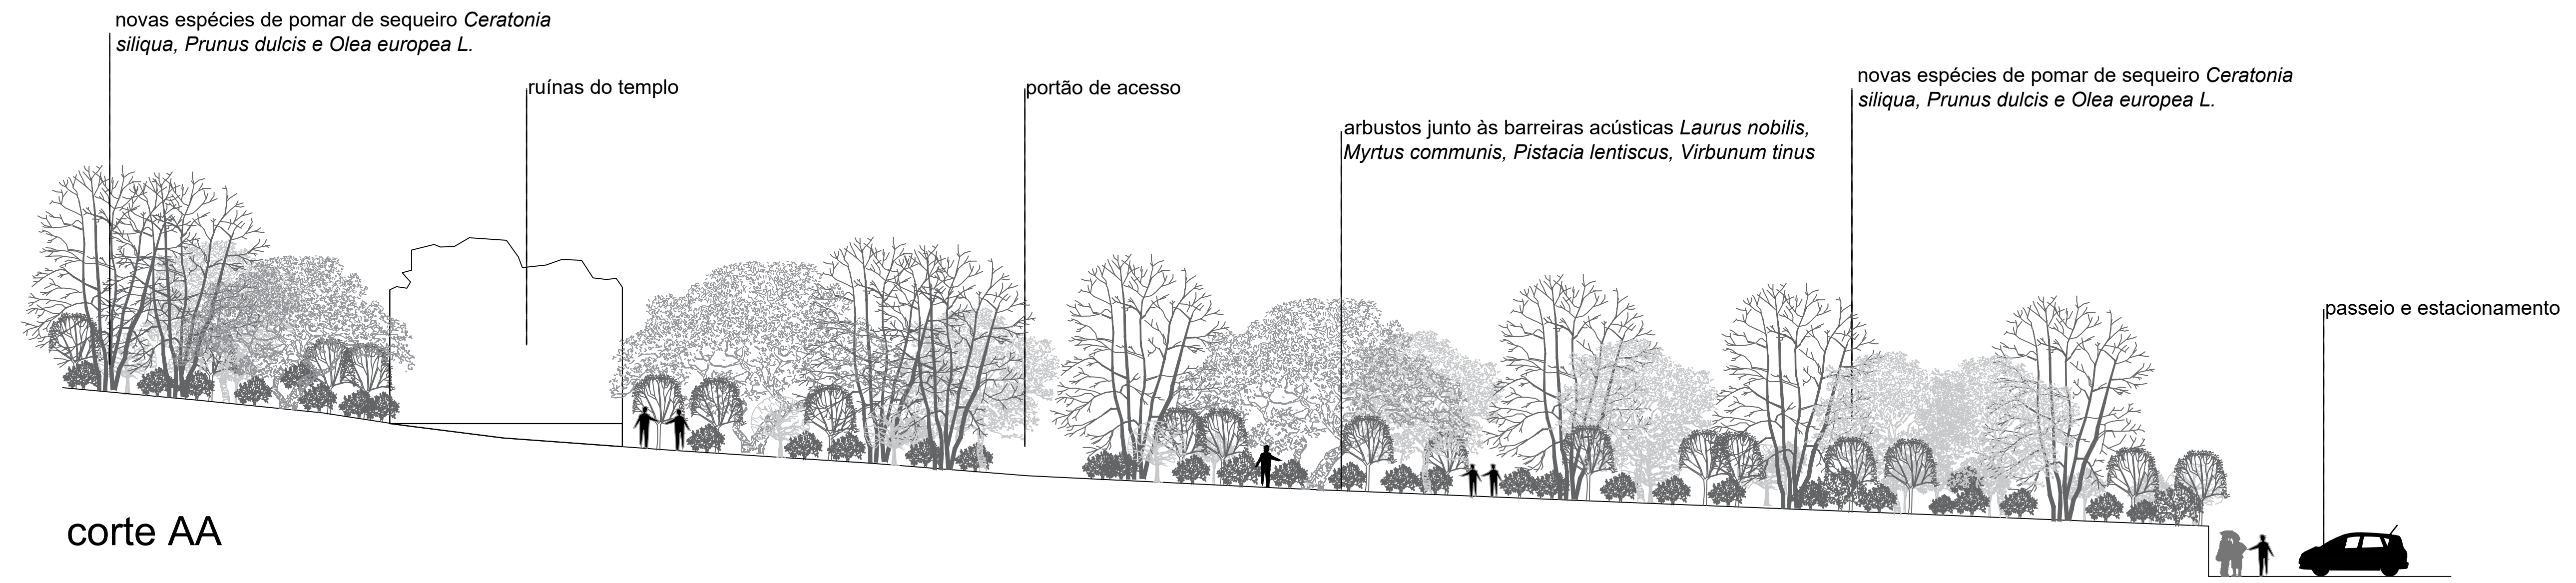 novas espécies de pomar de sequeiro Ceratonia
siliqua, Prunus dulcis e Olea europea L.
ruínas do templo
portão de acesso
arbustos junto às barreiras acústicas Laurus nobilis,
Myrtus communis, Pistacia lentiscus, Virbunum tinus
novas espécies de pomar de sequeiro Ceratonia
siliqua, Prunus dulcis e Olea europea L.
passeio e estacionamento
corte AA